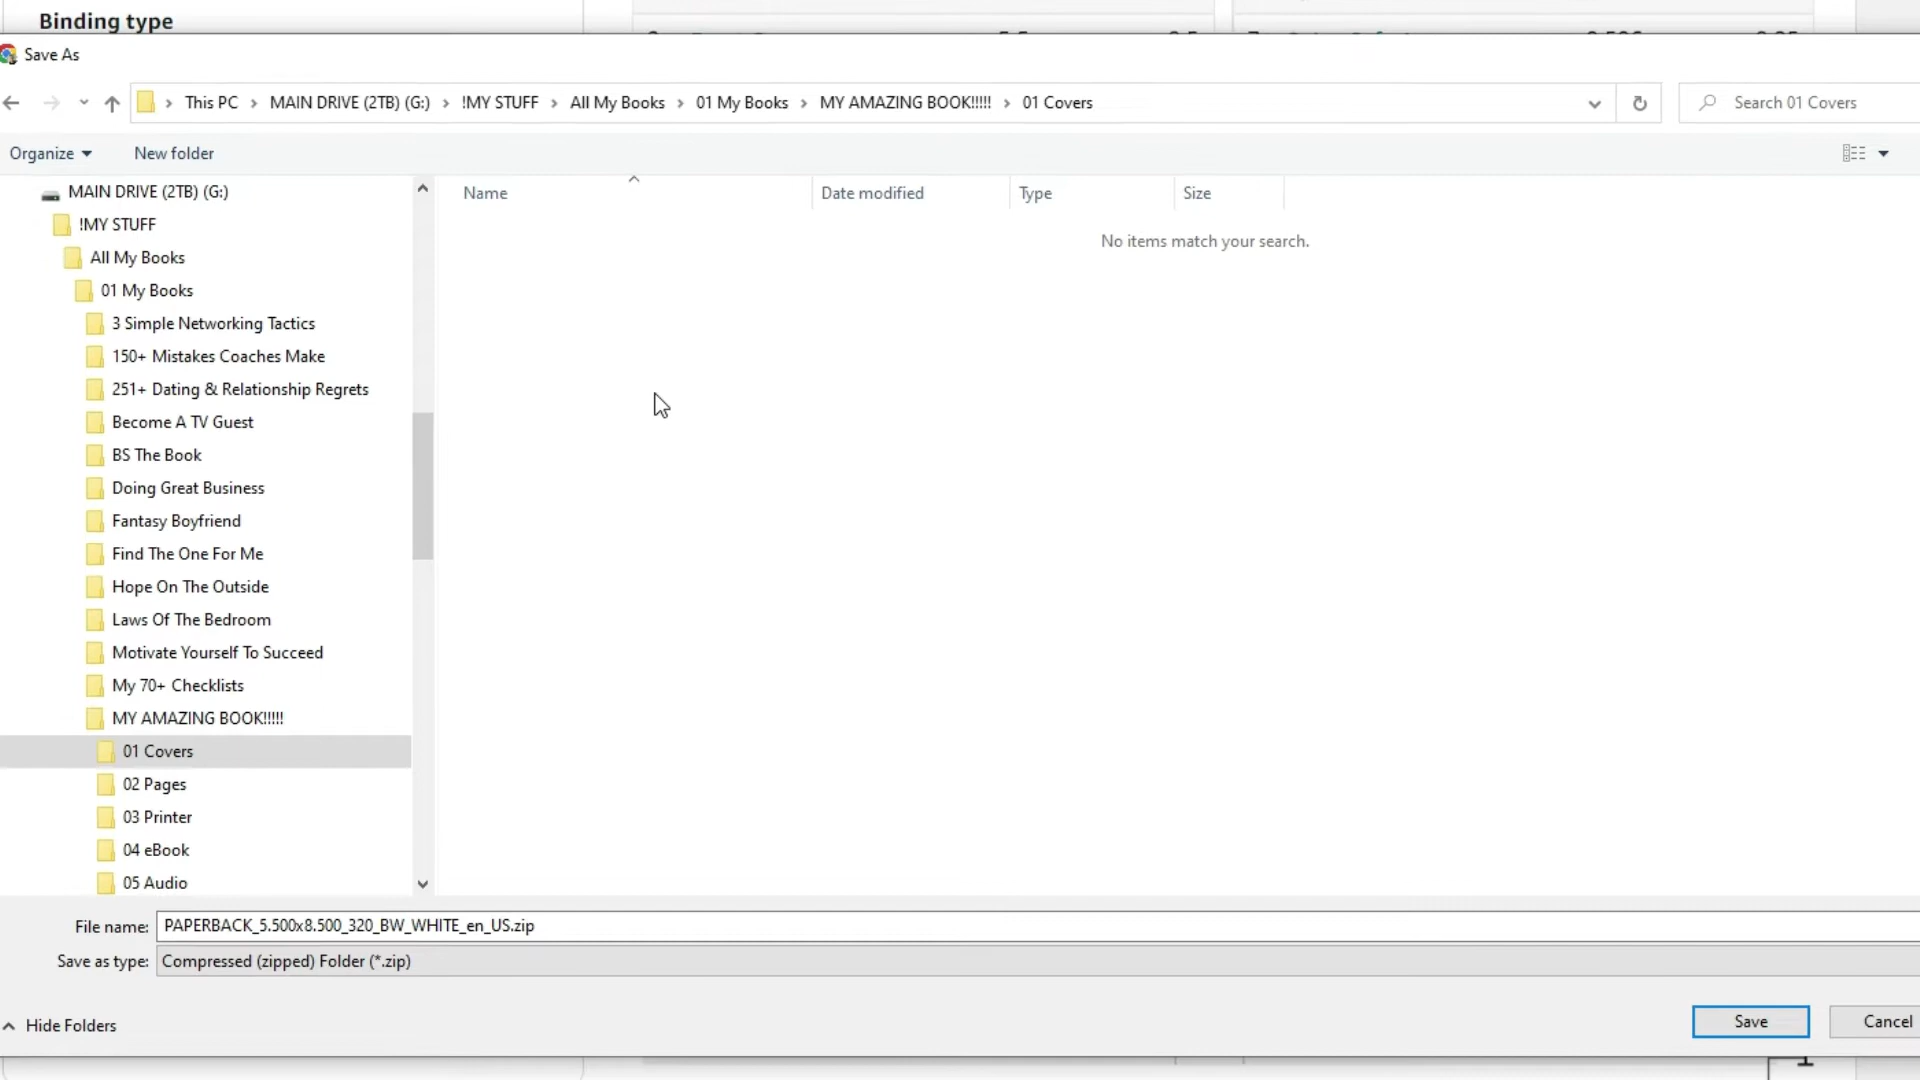 Binding type
Save As
This PC > MAIN DRIVE (2TB) (G:) > !MY STUFF > All My Books > 01 My Books > MY AMAZING BOOK!!!!! > 01 Covers
Search 01 Covers
Organize
New folder
MAIN DRIVE (2TB) (G:)
Name
Date modified
Type
Size
!MY STUFF
No items match your search.
All My Books
01 My Books
3 Simple Networking Tactics
150+ Mistakes Coaches Make
251+ Dating & Relationship Regrets
Become A TV Guest
BS The Book
Doing Great Business
Fantasy Boyfriend
Find The One For Me
Hope On The Outside
Laws Of The Bedroom
Motivate Yourself To Succeed
My 70+ Checklists
MY AMAZING BOOK!!!!!
01 Covers
02 Pages
03 Printer
04 eBook
05 Audio
File name: PAPERBACK_5.500x8.500_320_BW_WHITE_en_US.zip
Save as type: Compressed (zipped) Folder (*.zip)
Hide Folders
Save
Cancel